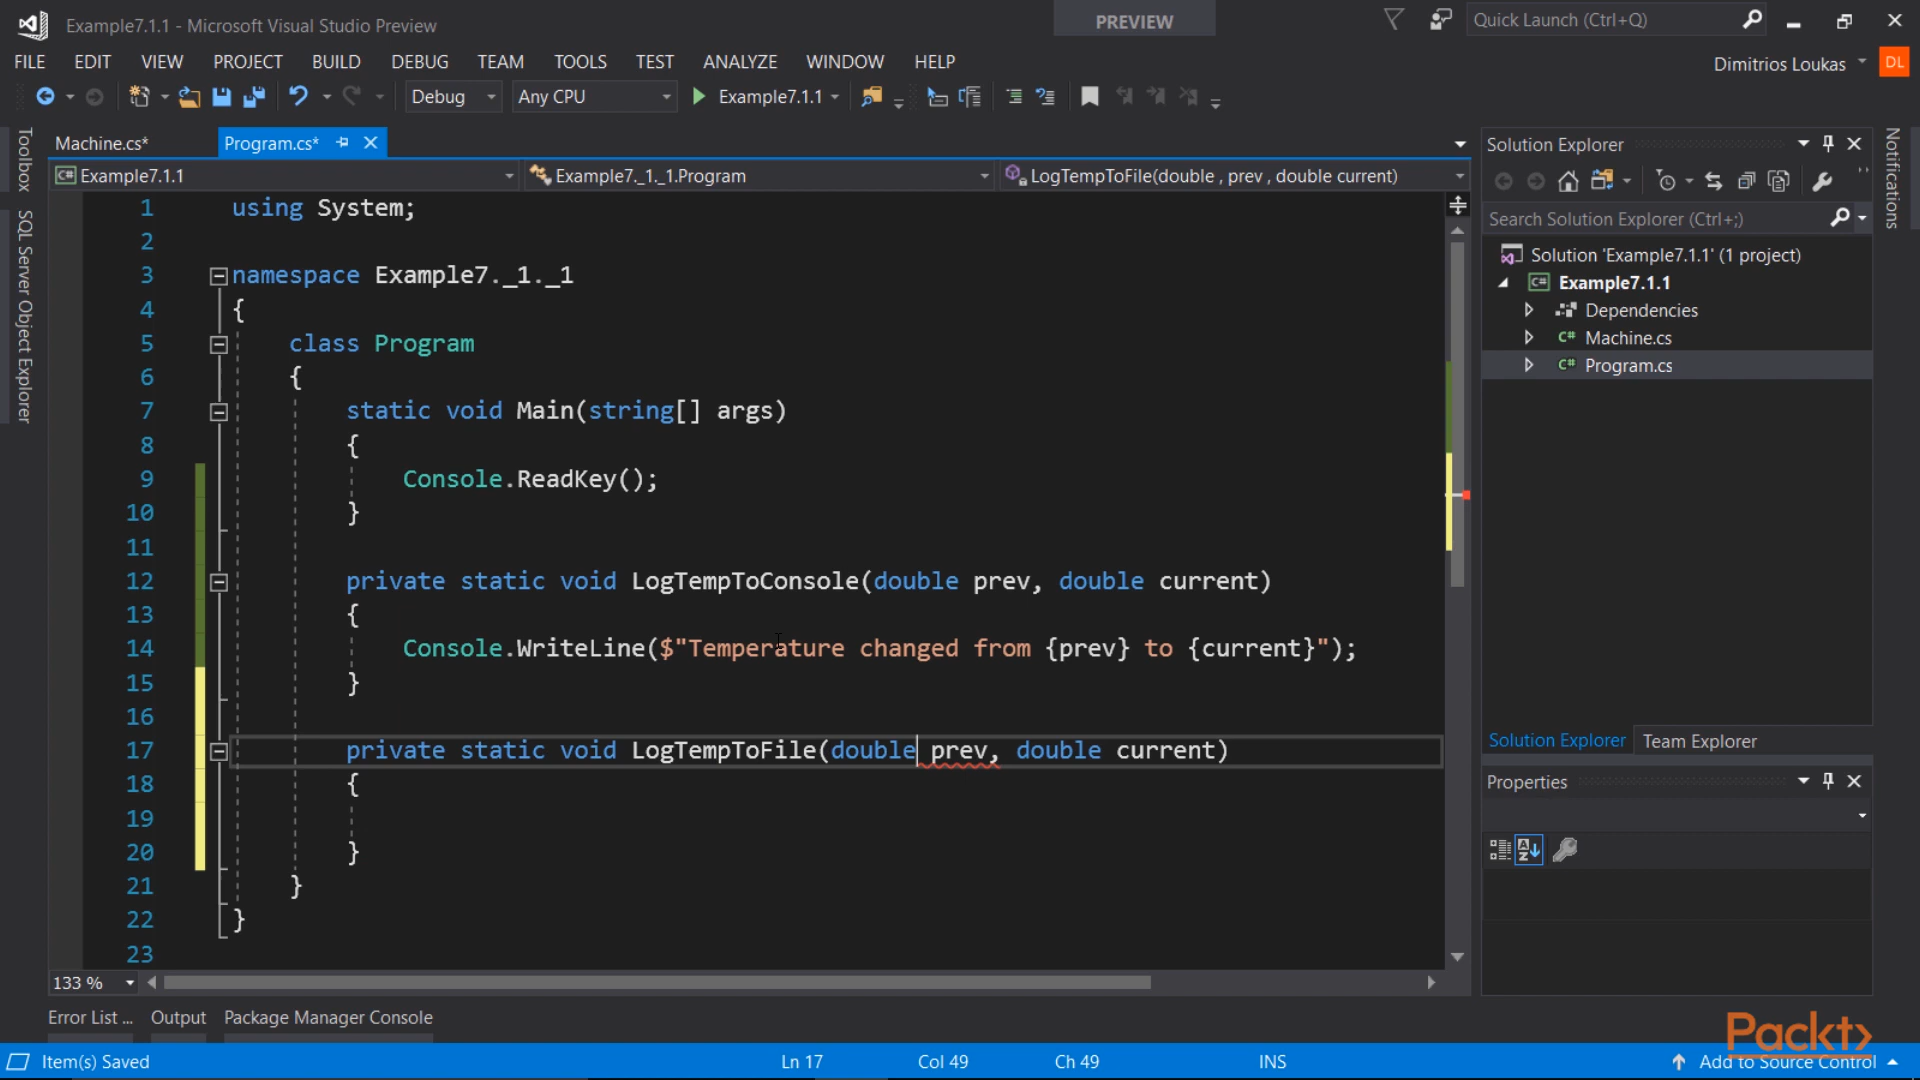 Example7.1.1 - Microsoft Visual Studio Preview
PREVIEW
Quick Launch (Ctrl+Q)
FILE EDIT VIEW PROJECT BUILD DEBUG TEAM TOOLS TEST ANALYZE WINDOW HELP
Dimitrios Loukas DL
Debug Any CPU Example7.1.1
Toolbox
SQL Server Object Explorer
Machine.cs* Program.cs*
C# Example7.1.1 Example7._1._1.Program LogTempToFile(double , prev , double current)
1 using System;
2
3 namespace Example7._1._1
4 {
5 class Program
6 {
7 static void Main(string[] args)
8 {
9 Console.ReadKey();
10 }
11
12 private static void LogTempToConsole(double prev, double current)
13 {
14 Console.WriteLine($"Temperature changed from {prev} to {current}");
15 }
16
17 private static void LogTempToFile(double prev, double current)
18 {
19
20 }
21 }
22 }
23
133 %
Error List ... Output Package Manager Console
Solution Explorer
Search Solution Explorer (Ctrl+;)
Solution 'Example7.1.1' (1 project)
C# Example7.1.1
Dependencies
C# Machine.cs
C# Program.cs
Solution Explorer Team Explorer
Properties
A
Z
Notifications
Packt>
Item(s) Saved Ln 17 Col 49 Ch 49 INS Add to Source Control